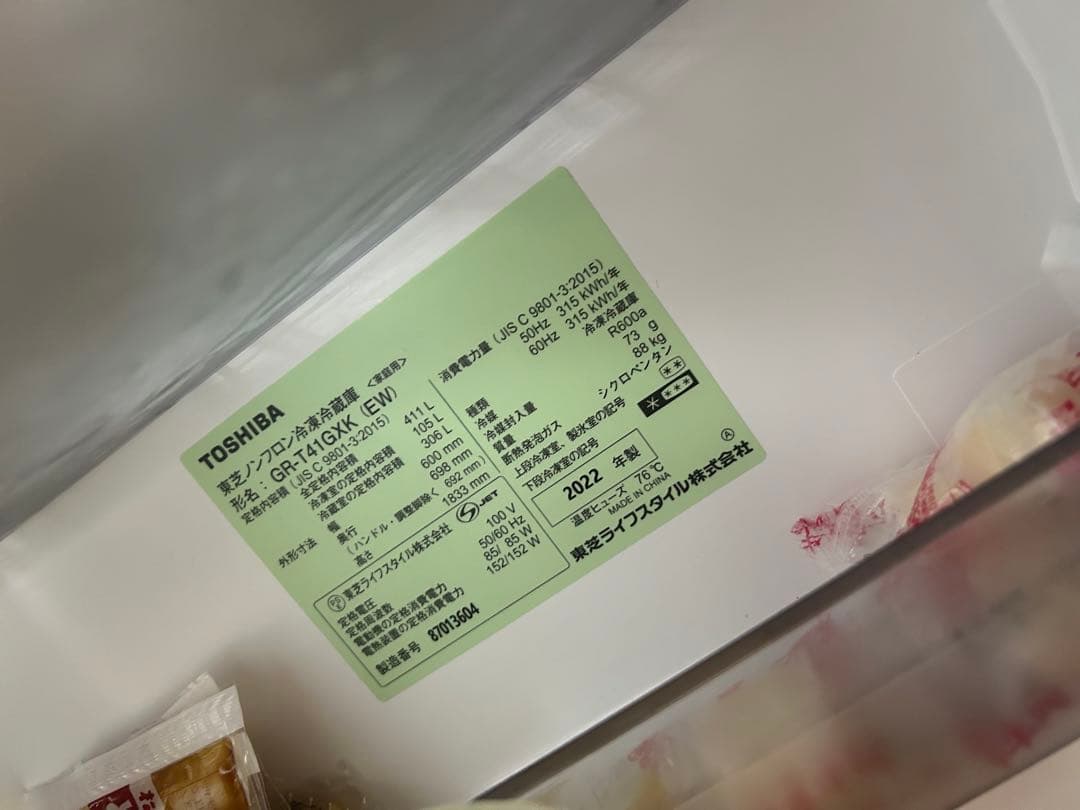 TOSHIBA
東芝ノンフロン冷凍冷蔵庫 <家庭用>
形名：GR-T41GXK (EW)
定格内容積 (JIS C 9801-3:2015)
全定格内容積 411 L
冷凍室の定格内容積 105 L
冷蔵室の定格内容積 306 L
外形寸法 幅 600 mm
奥行 698 mm
(ハンドル・調整脚除く 692 mm)
高さ 1833 mm
PS E 東芝ライフスタイル株式会社 S-JET
定格電圧 100 V
定格周波数 50/60 Hz
電動機の定格消費電力 85/ 85 W
電熱装置の定格消費電力 152/152 W
製造番号 87013604
消費電力量 (JIS C 9801-3:2015)
50Hz 315 kWh/年
60Hz 315 kWh/年
種類 冷凍冷蔵庫
冷媒 R600a
冷媒封入量 73 g
質量 88 kg
断熱発泡ガス シクロペンタン
上段冷凍室、製氷室の記号 **
下段冷凍室の記号 * ***
2022 年製
温度ヒューズ 76℃
MADE IN CHINA
A
東芝ライフスタイル株式会社